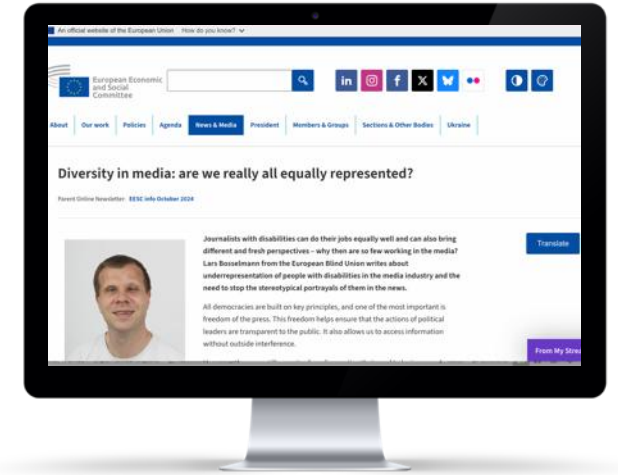 An official website of the European Union How do you know?
European Economic
and Social
Committee
About Our work Policies Agenda News & Media President Members & Groups Sections & Other Bodies Ukraine
Diversity in media: are we really all equally represented?
Parent Online Newsletter EESC info October 2024
Journalists with disabilities can do their jobs equally well and can also bring
different and fresh perspectives – why then are so few working in the media?
Lars Bosselmann from the European Blind Union writes about
underrepresentation of people with disabilities in the media industry and the
need to stop the stereotypical portrayals of them in the news.
All democracies are built on key principles, and one of the most important is
freedom of the press. This freedom helps ensure that the actions of political
leaders are transparent to the public. It also allows us to access information
without outside interference.
Translate
From My Strea